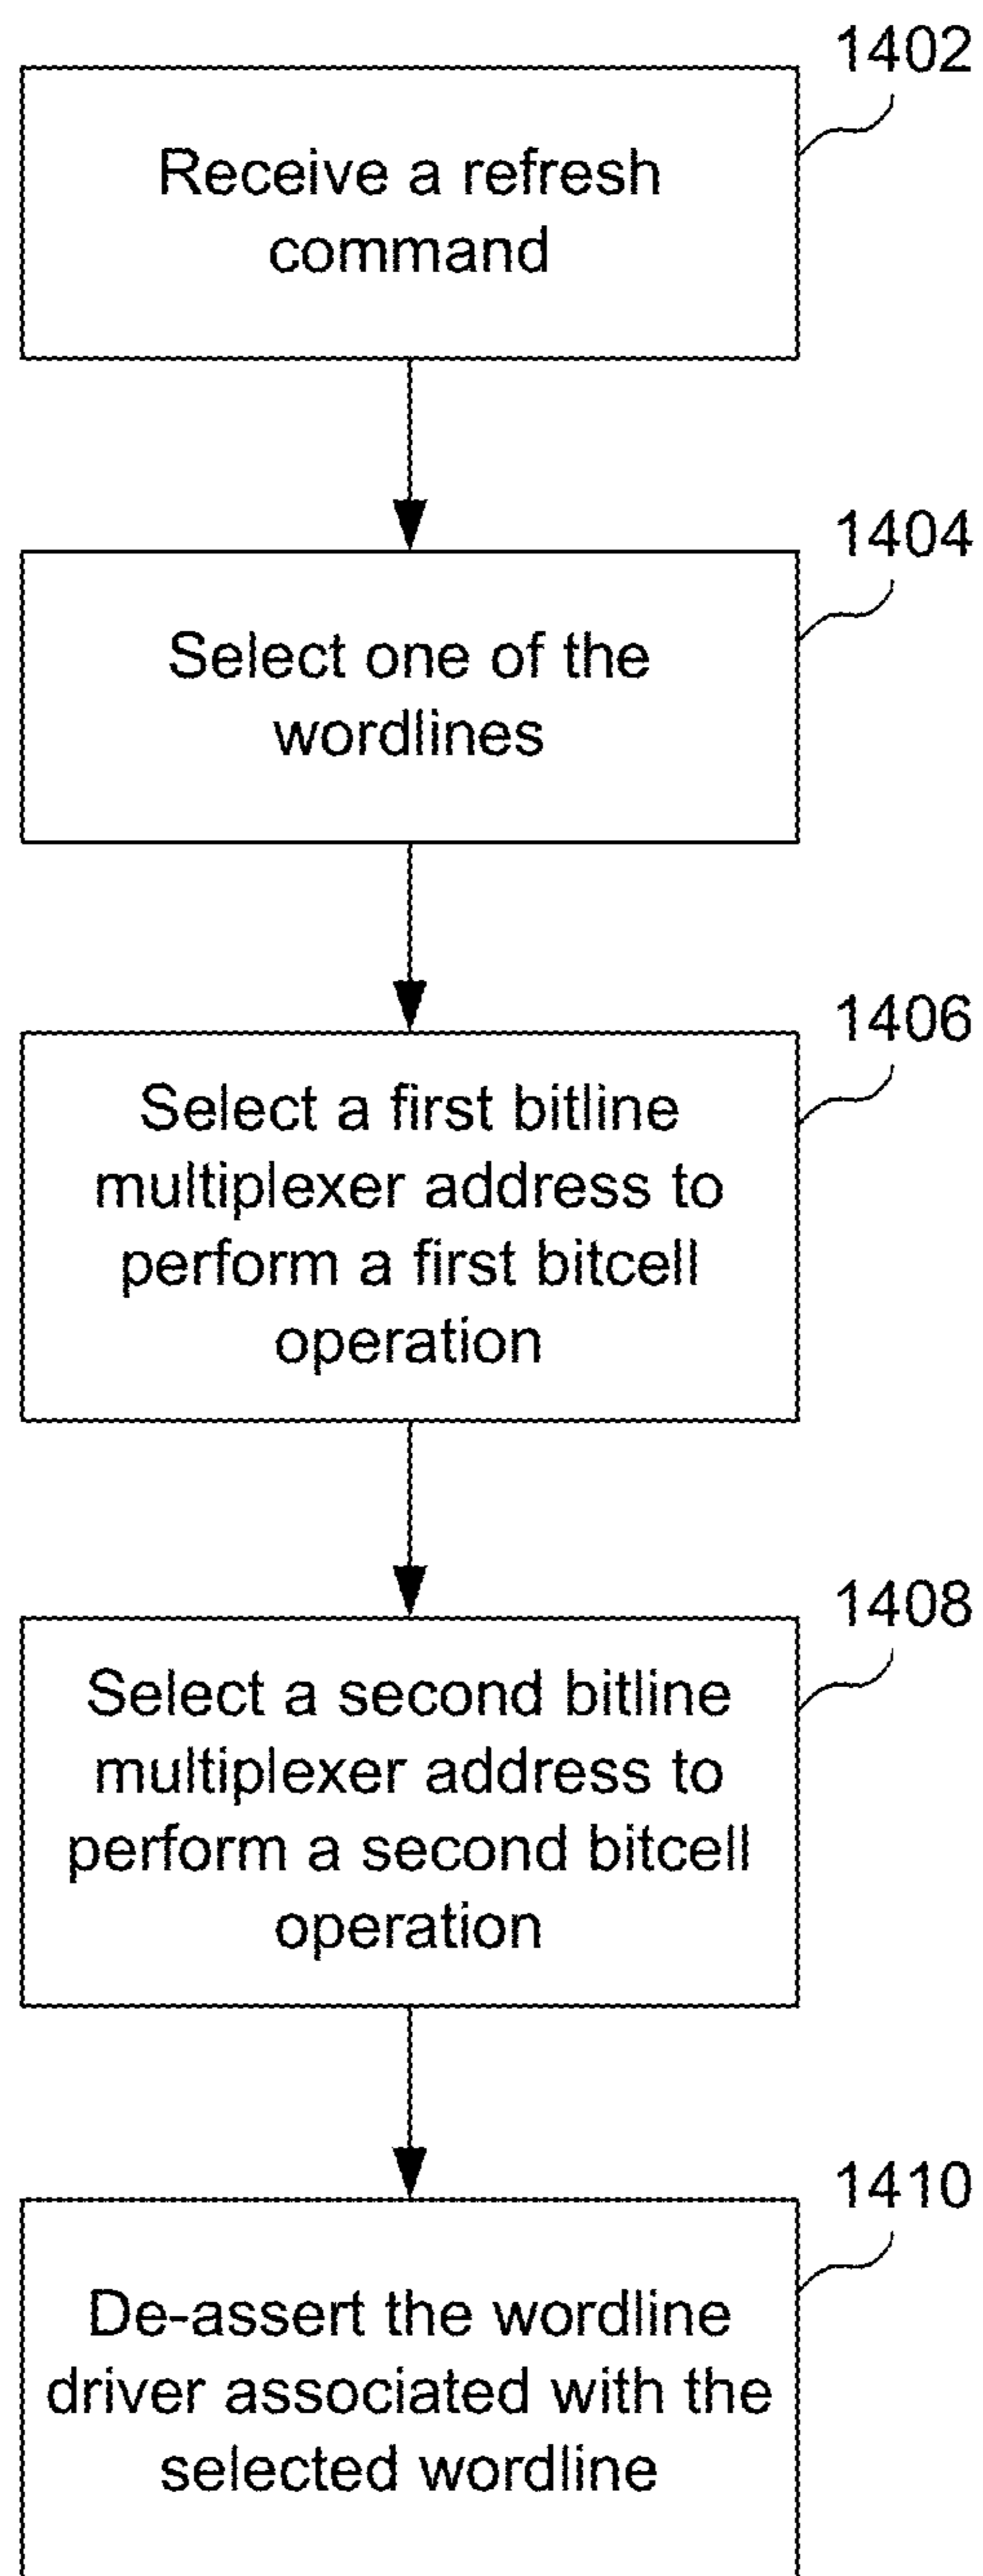 1402
Receive a refresh
command
1404
Select one of the
wordlines
1406
Select a first bitline
multiplexer address to
perform a first bitcell
operation
1408
Select a second bitline
multiplexer address to
perform a second bitcell
operation
1410
De-assert the wordline
driver associated with the
selected wordline